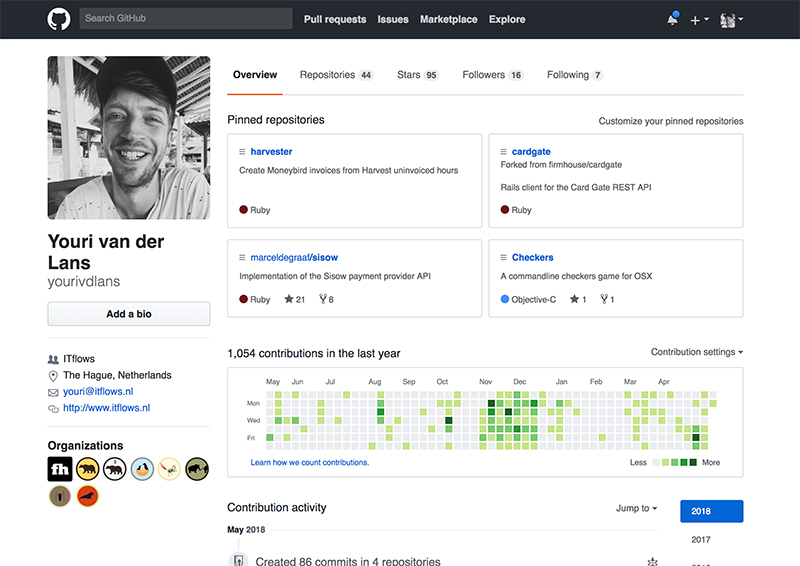 Search GitHub
Pull requests Issues Marketplace Explore
Overview Repositories 44 Stars 95 Followers 16 Following 7
Pinned repositories
Customize your pinned repositories
harvester
Create Moneybird invoices from Harvest uninvoiced hours
Ruby
cardgate
Forked from firmhouse/cardgate
Rails client for the Card Gate REST API
Ruby
marceldegraaf/sisow
Implementation of the Sisow payment provider API
Ruby 21 8
Checkers
A commandline checkers game for OSX
Objective-C 1 1
Youri van der
Lans
yourivdlans
Add a bio
ITflows
The Hague, Netherlands
youri@itflows.nl
http://www.itflows.nl
Organizations
fh
1,054 contributions in the last year
Contribution settings
May Jun Jul Aug Sep Oct Nov Dec Jan Feb Mar Apr
Mon
Wed
Fri
Learn how we count contributions.
Less More
Contribution activity
Jump to
2018
2017
May 2018
Created 86 commits in 4 repositories